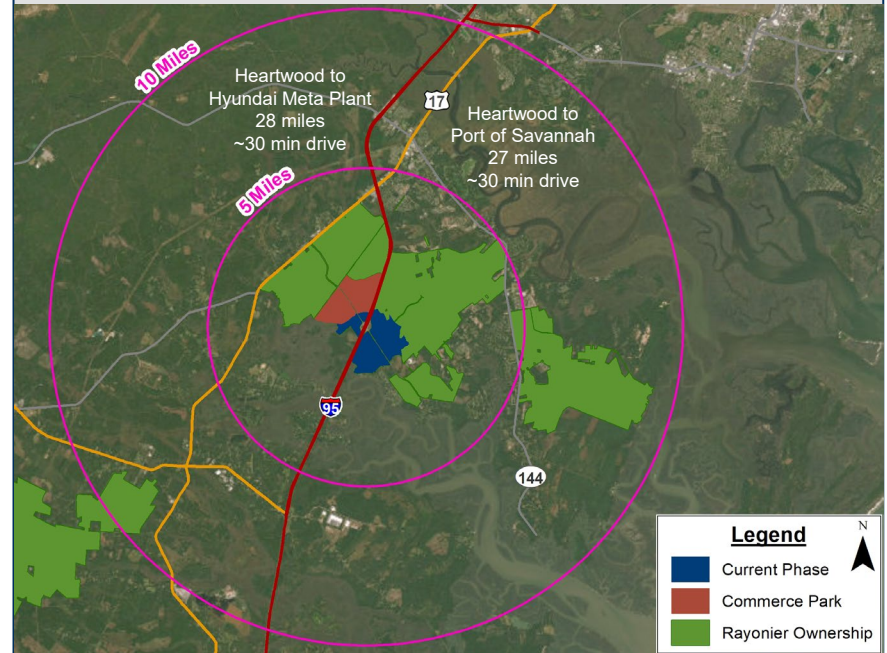 10 Miles
Heartwood to
Hyundai Meta Plant
28 miles
~30 min drive
17
Heartwood to
Port of Savannah
27 miles
~30 min drive
5 Miles
95
144
Legend
N
Current Phase
Commerce Park
Rayonier Ownership